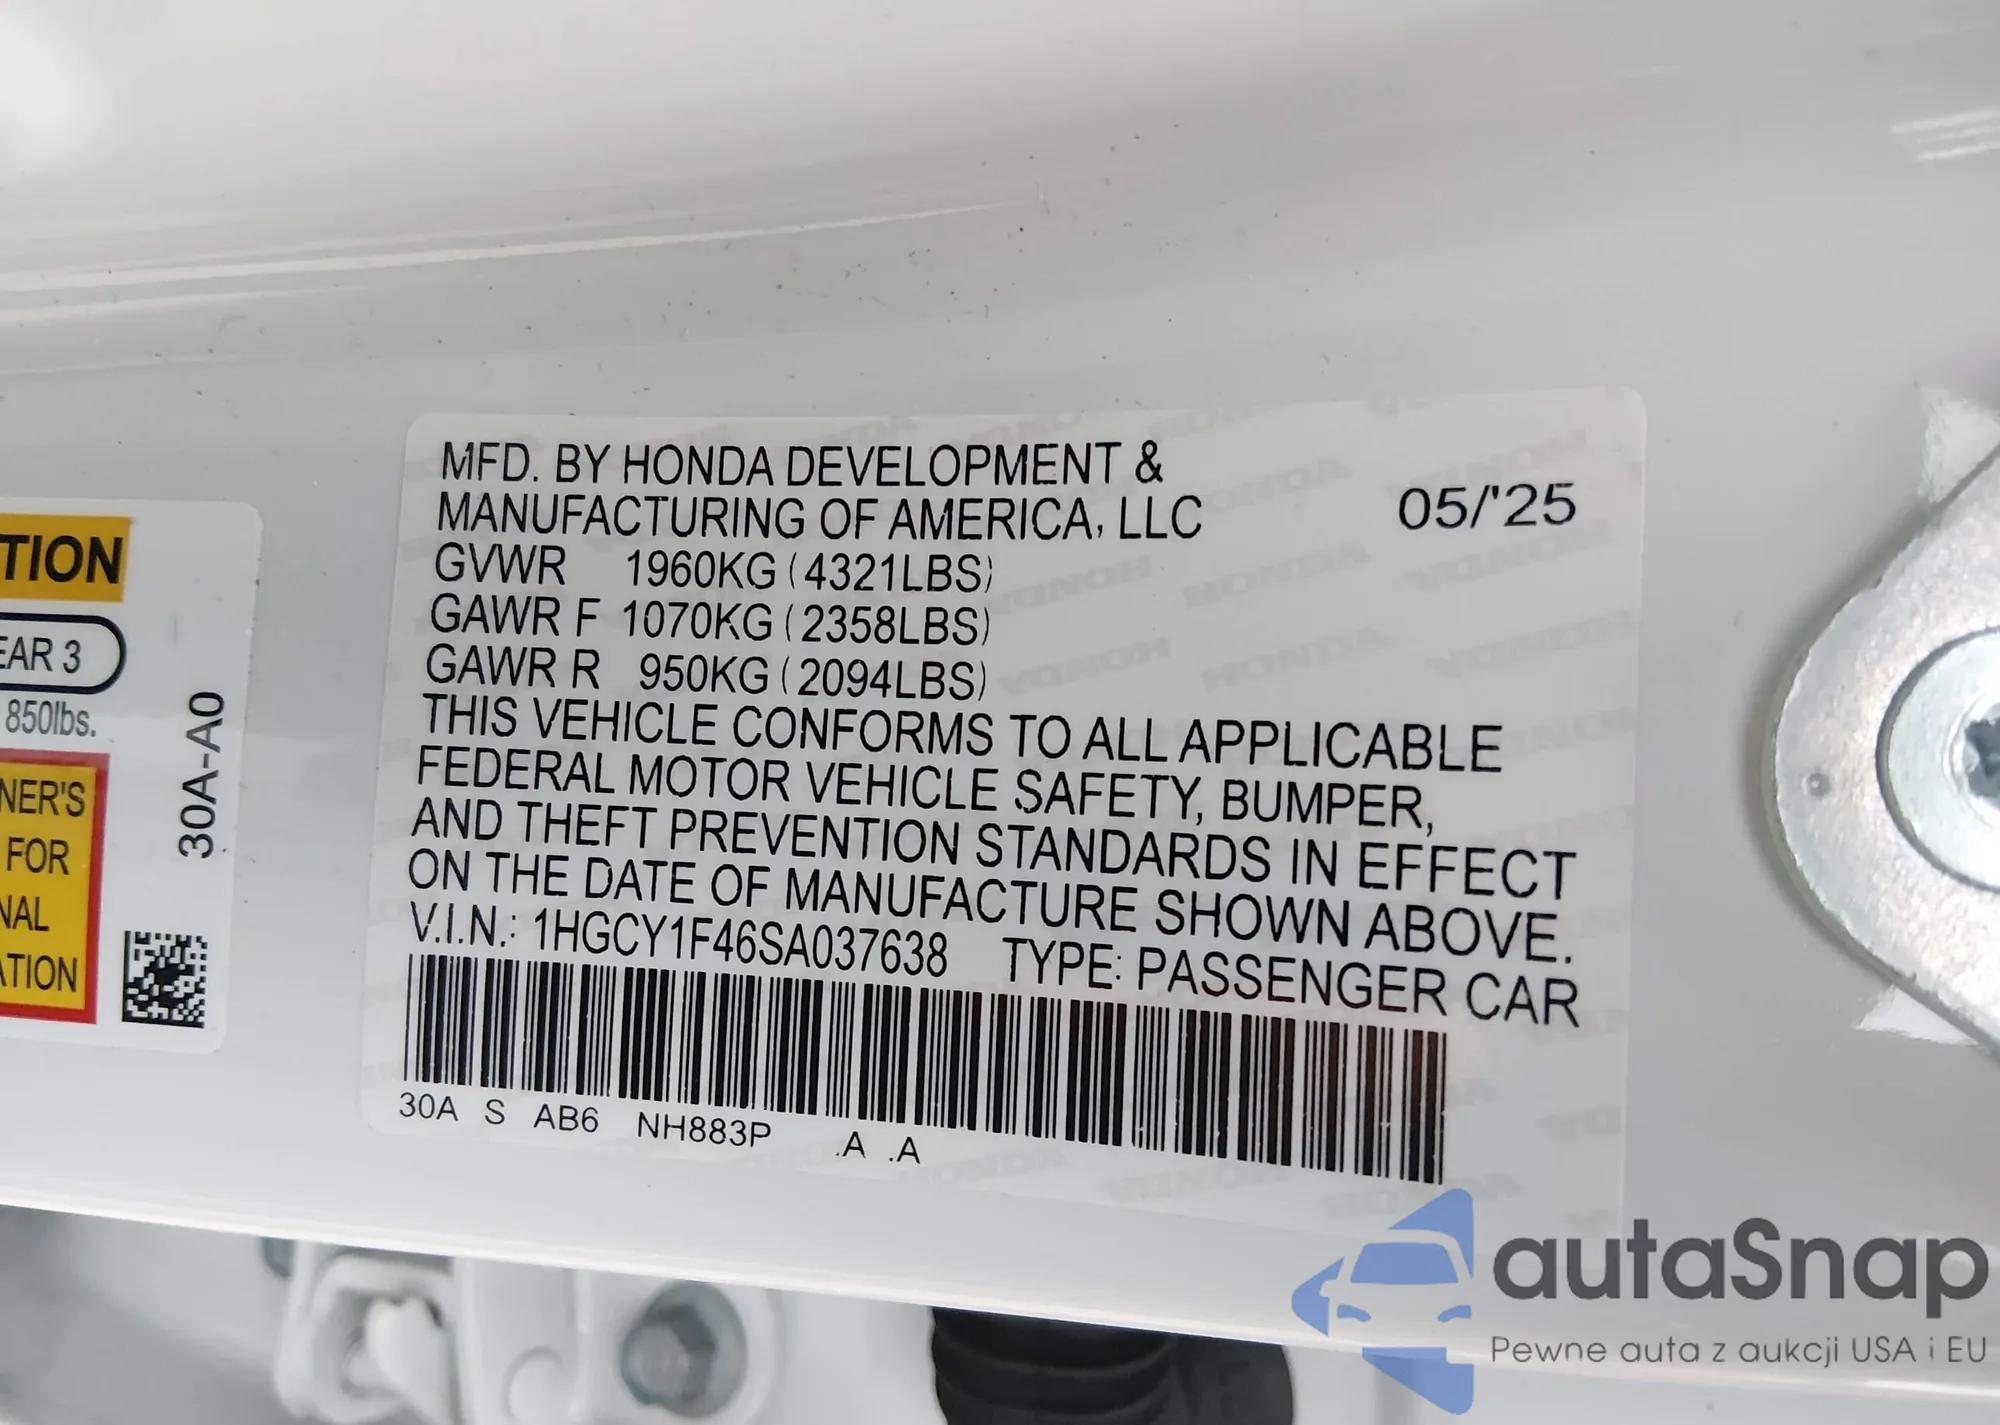 TION
EAR 3
850lbs.
NER'S
FOR
NAL
ATION
30A-A0
MFD. BY HONDA DEVELOPMENT &
MANUFACTURING OF AMERICA, LLC 05/'25
GVWR 1960KG (4321LBS)
GAWR F 1070KG (2358LBS)
GAWR R 950KG (2094LBS)
THIS VEHICLE CONFORMS TO ALL APPLICABLE
FEDERAL MOTOR VEHICLE SAFETY, BUMPER,
AND THEFT PREVENTION STANDARDS IN EFFECT
ON THE DATE OF MANUFACTURE SHOWN ABOVE.
V.I.N.: 1HGCY1F46SA037638 TYPE: PASSENGER CAR
30A S AB6 NH883P .A .A
autaSnap
Pewne auta z aukcji USA i EU